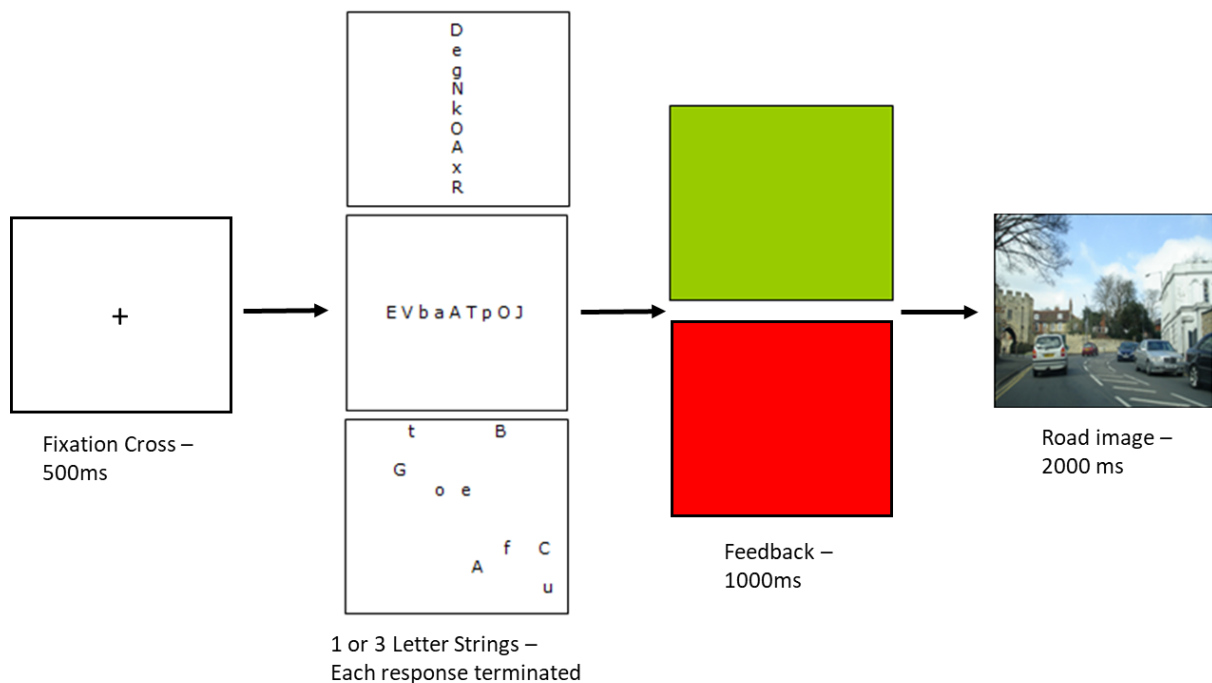 D
e
g
N
k
O
A
x
R
+
E V b a A T p O J
t B
G
o e
f C
A
u
Fixation Cross –
500ms
1 or 3 Letter Strings –
Each response terminated
Feedback –
1000ms
Road image –
2000 ms